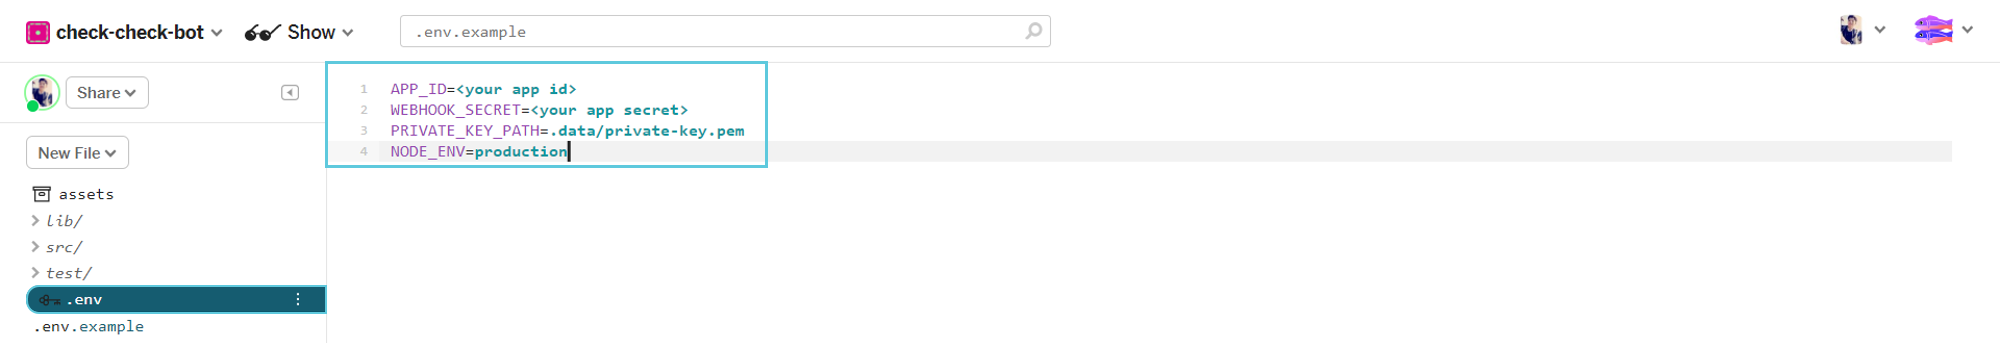 check-check-bot
Show
.env.example
Share
1 APP_ID=<your app id>
2 WEBHOOK_SECRET=<your app secret>
3 PRIVATE_KEY_PATH=.data/private-key.pem
4 NODE_ENV=production
New File
assets
lib/
src/
test/
.env
.env.example